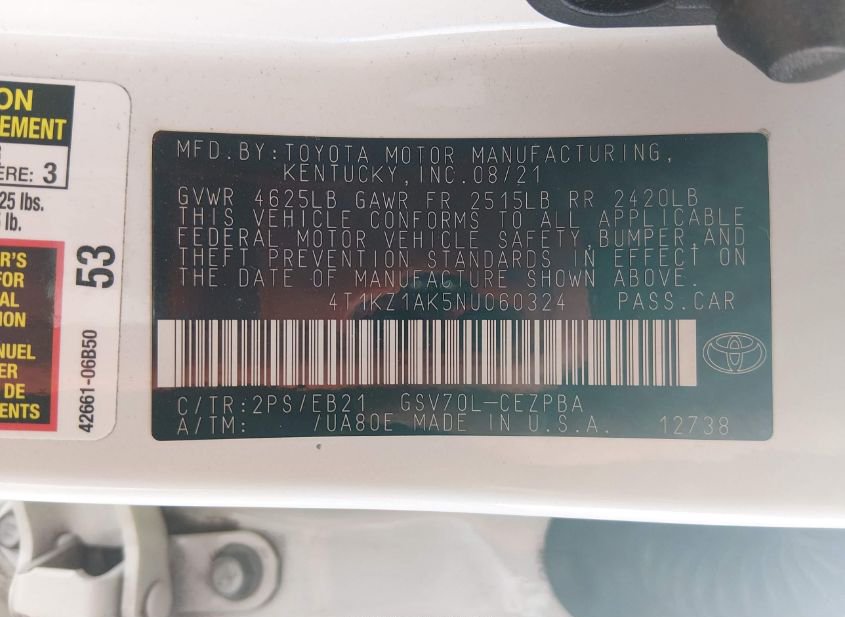 ON
EMENT
ÈRE: 3
25 lbs.
lb.
R'S
FOR
AL
ION
NUEL
ER
DE
ENTS
53
42661-06B50
MFD.BY:TOYOTA MOTOR MANUFACTURING,
KENTUCKY, INC.08/21
GVWR 4625LB GAWR FR 2515LB RR 2420LB
THIS VEHICLE CONFORMS TO ALL APPLICABLE
FEDERAL MOTOR VEHICLE SAFETY,BUMPER,AND
THEFT PREVENTION STANDARDS IN EFFECT ON
THE DATE OF MANUFACTURE SHOWN ABOVE.
4T1KZ1AK5NU060324 PASS.CAR
C/TR:2PS/EB21 GSV70L-CEZPBA
A/TM: /UA80E MADE IN U.S.A. 12738